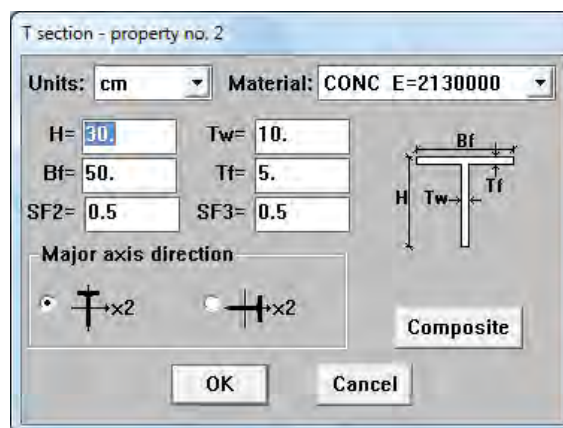 T section - property no. 2
Units: cm Material: CONC E=2130000
H= 30. Tw= 10.
Bf= 50. Tf= 5.
SF2= 0.5 SF3= 0.5
Bf
H Tw Tf
Major axis direction
x2 x2
Composite
OK Cancel